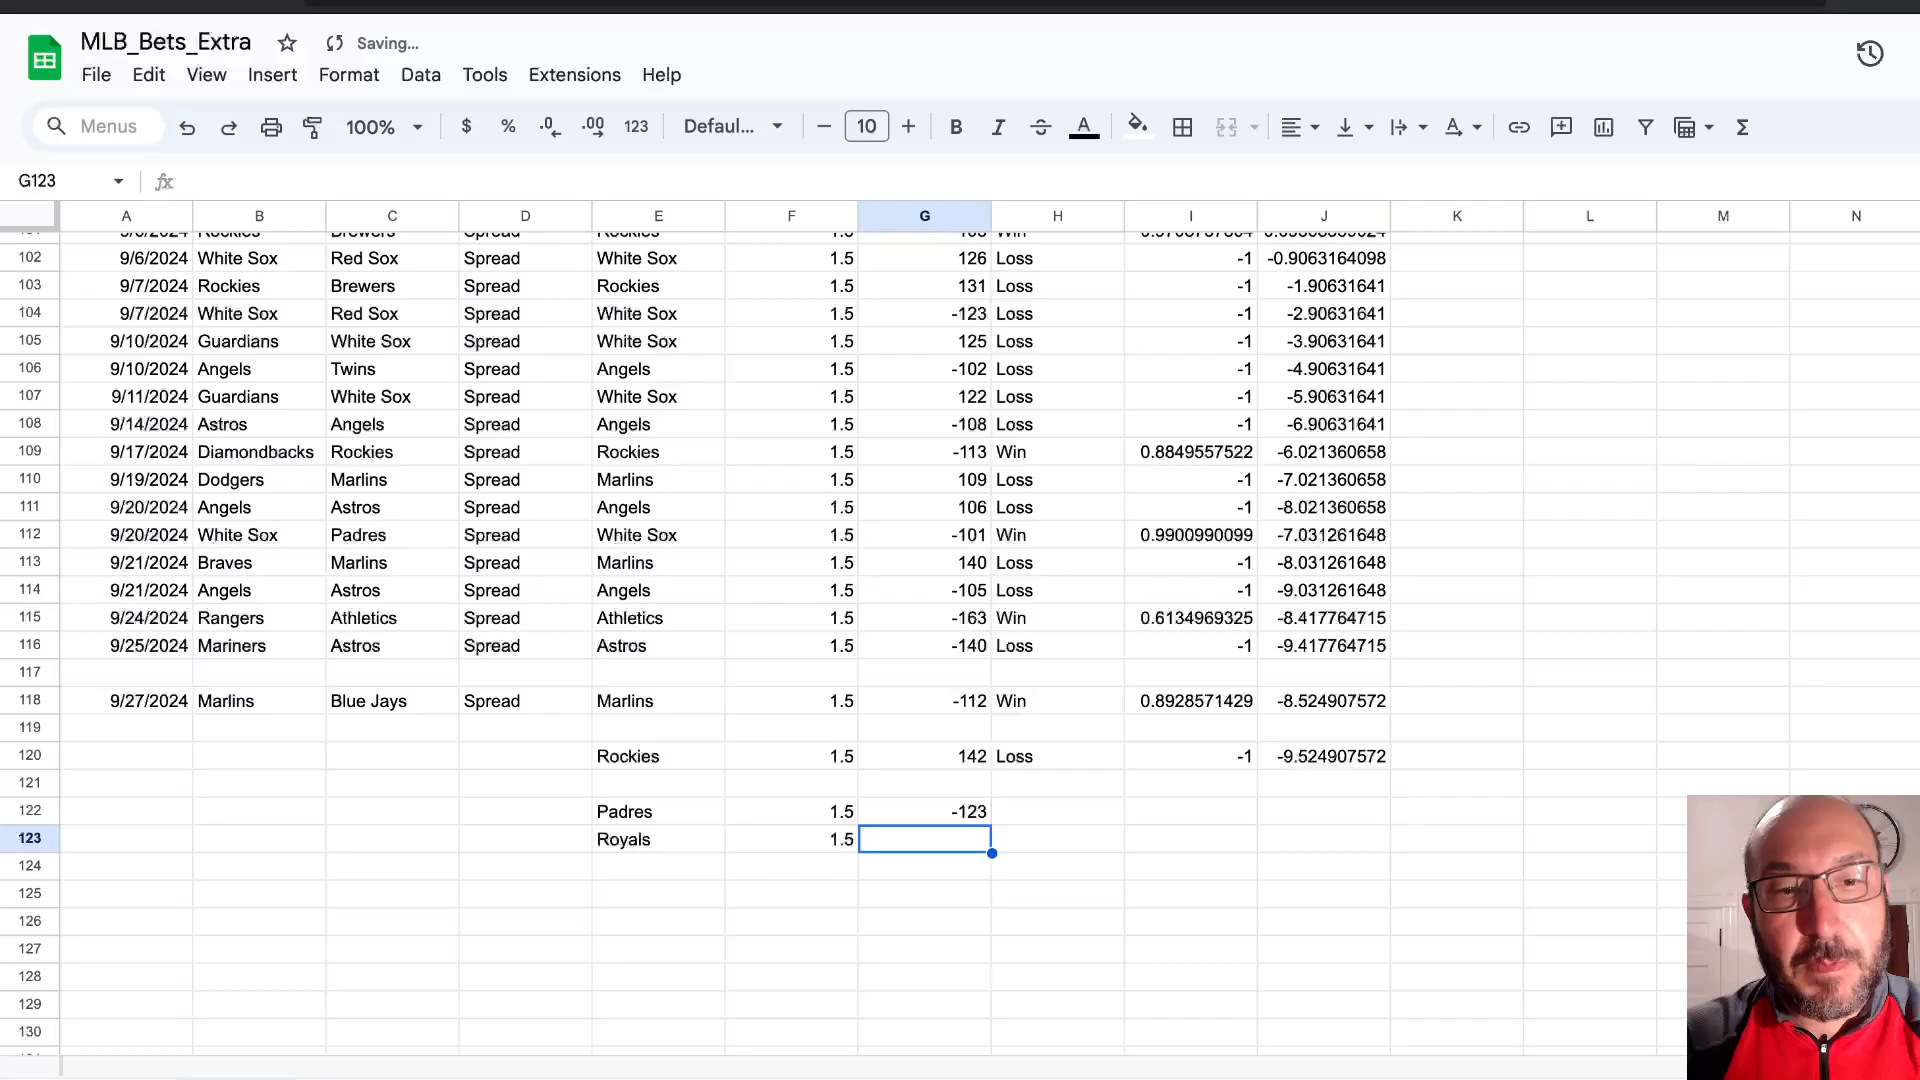 MLB_Bets_Extra Saving...
File Edit View Insert Format Data Tools Extensions Help
Menus 100% $ % .0 .00 123 Defaul... 10 B I S A A Σ
G123 fx
A B C D E F G H I J K L M N
102 9/6/2024 White Sox Red Sox Spread White Sox 1.5 126 Loss -1 -0.9063164098
103 9/7/2024 Rockies Brewers Spread Rockies 1.5 131 Loss -1 -1.90631641
104 9/7/2024 White Sox Red Sox Spread White Sox 1.5 -123 Loss -1 -2.90631641
105 9/10/2024 Guardians White Sox Spread White Sox 1.5 125 Loss -1 -3.90631641
106 9/10/2024 Angels Twins Spread Angels 1.5 -102 Loss -1 -4.90631641
107 9/11/2024 Guardians White Sox Spread White Sox 1.5 122 Loss -1 -5.90631641
108 9/14/2024 Astros Angels Spread Angels 1.5 -108 Loss -1 -6.90631641
109 9/17/2024 Diamondbacks Rockies Spread Rockies 1.5 -113 Win 0.8849557522 -6.021360658
110 9/19/2024 Dodgers Marlins Spread Marlins 1.5 109 Loss -1 -7.021360658
111 9/20/2024 Angels Astros Spread Angels 1.5 106 Loss -1 -8.021360658
112 9/20/2024 White Sox Padres Spread White Sox 1.5 -101 Win 0.9900990099 -7.031261648
113 9/21/2024 Braves Marlins Spread Marlins 1.5 140 Loss -1 -8.031261648
114 9/21/2024 Angels Astros Spread Angels 1.5 -105 Loss -1 -9.031261648
115 9/24/2024 Rangers Athletics Spread Athletics 1.5 -163 Win 0.6134969325 -8.417764715
116 9/25/2024 Mariners Astros Spread Astros 1.5 -140 Loss -1 -9.417764715
117
118 9/27/2024 Marlins Blue Jays Spread Marlins 1.5 -112 Win 0.8928571429 -8.524907572
119
120 Rockies 1.5 142 Loss -1 -9.524907572
121
122 Padres 1.5 -123
123 Royals 1.5
124
125
126
127
128
129
130